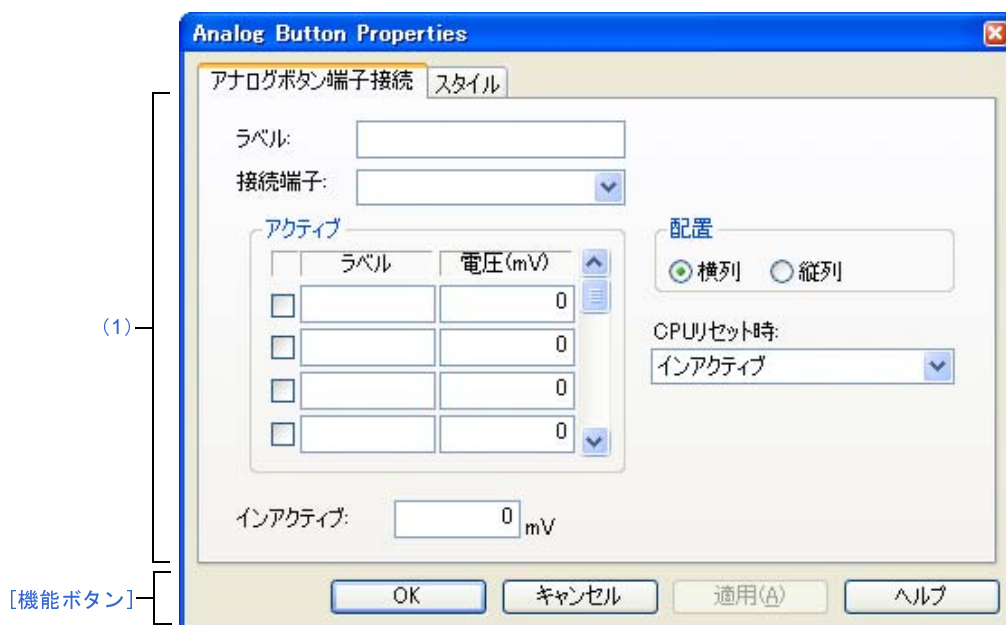 Analog Button Properties
アナログボタン端子接続 スタイル
ラベル:
接続端子:
アクティブ
ラベル 電圧(mV)
0
0
0
0
配置
横列 縦列
CPUリセット時:
インアクティブ
インアクティブ: 0 mV
(1)
[機能ボタン]
OK キャンセル 適用(A) ヘルプ